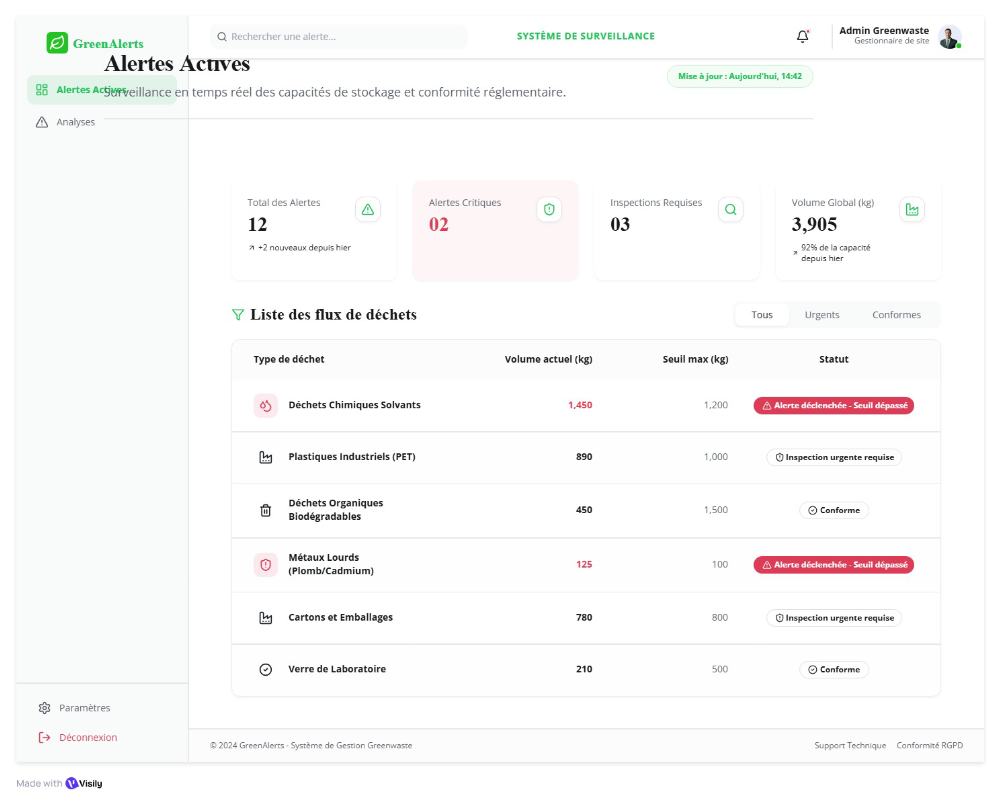 GreenAlerts
Rechercher une alerte...
SYSTÈME DE SURVEILLANCE
Admin Greenwaste
Gestionnaire de site
Alertes Actives
Mise à jour : Aujourd'hui, 14:42
Alertes Actives
Surveillance en temps réel des capacités de stockage et conformité réglementaire.
Analyses
Total des Alertes
12
+2 nouveaux depuis hier
Alertes Critiques
02
Inspections Requises
03
Volume Global (kg)
3,905
92% de la capacité
depuis hier
Liste des flux de déchets
Tous
Urgents
Conformes
Type de déchet
Volume actuel (kg)
Seuil max (kg)
Statut
Déchets Chimiques Solvants
1,450
1,200
Alerte déclenchée - Seuil dépassé
Plastiques Industriels (PET)
890
1,000
Inspection urgente requise
Déchets Organiques
Biodégradables
450
1,500
Conforme
Métaux Lourds
(Plomb/Cadmium)
125
100
Alerte déclenchée - Seuil dépassé
Cartons et Emballages
780
800
Inspection urgente requise
Verre de Laboratoire
210
500
Conforme
Paramètres
Déconnexion
© 2024 GreenAlerts - Système de Gestion Greenwaste
Support Technique
Conformité RGPD
Made with Visily